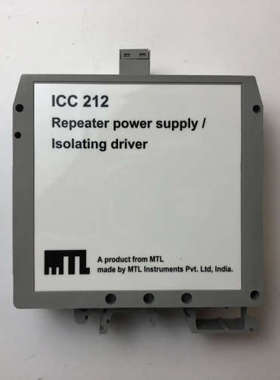 ICC 212
Repeater power supply /
Isolating driver
MTL
A product from MTL
made by MTL Instruments Pvt. Ltd, India.